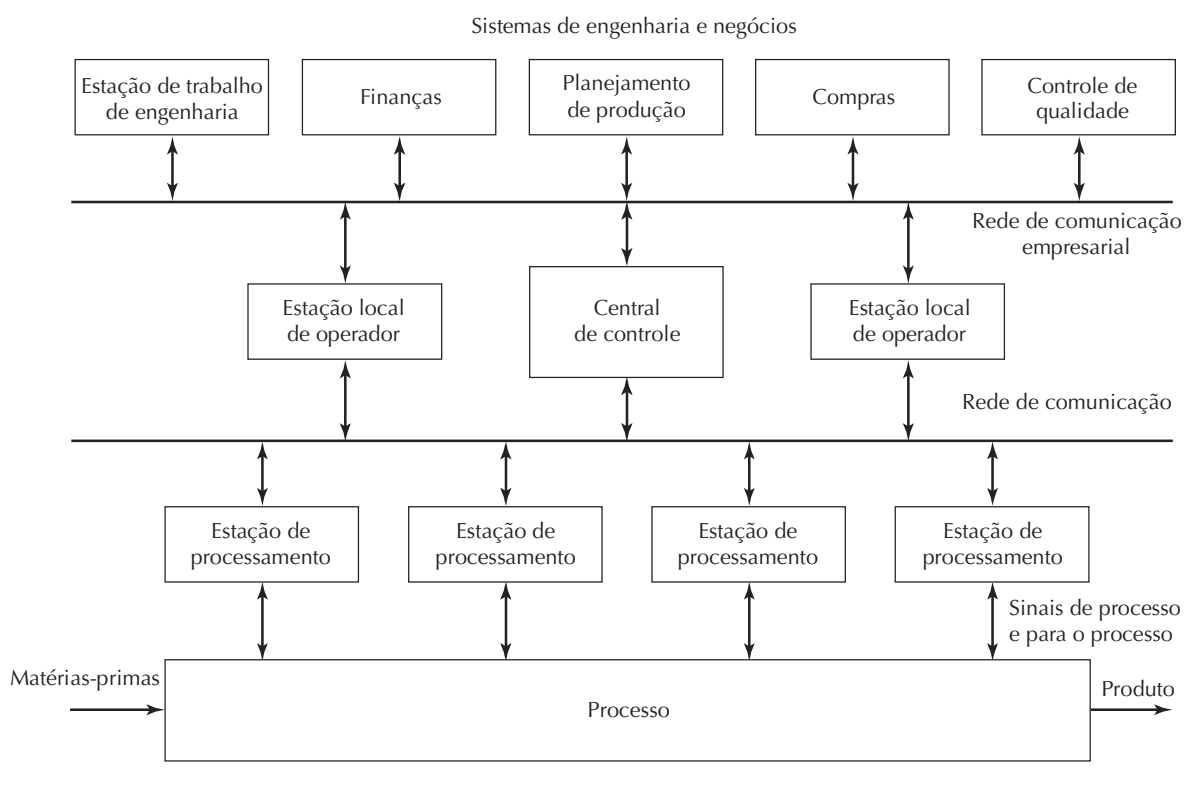 Sistemas de engenharia e negócios
Estação de trabalho
de engenharia
Finanças
Planejamento
de produção
Compras
Controle de
qualidade
Rede de comunicação
empresarial
Estação local
de operador
Central
de controle
Estação local
de operador
Rede de comunicação
Estação de
processamento
Estação de
processamento
Estação de
processamento
Estação de
processamento
Sinais de processo
e para o processo
Matérias-primas
Processo
Produto